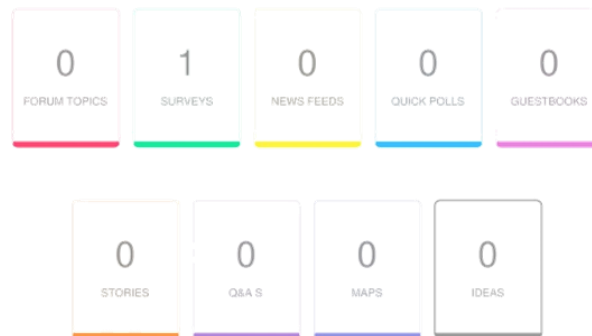 0 1 0 0 0
FORUM TOPICS SURVEYS NEWS FEEDS QUICK POLLS GUESTBOOKS
0 0 0 0
STORIES Q&A S MAPS IDEAS